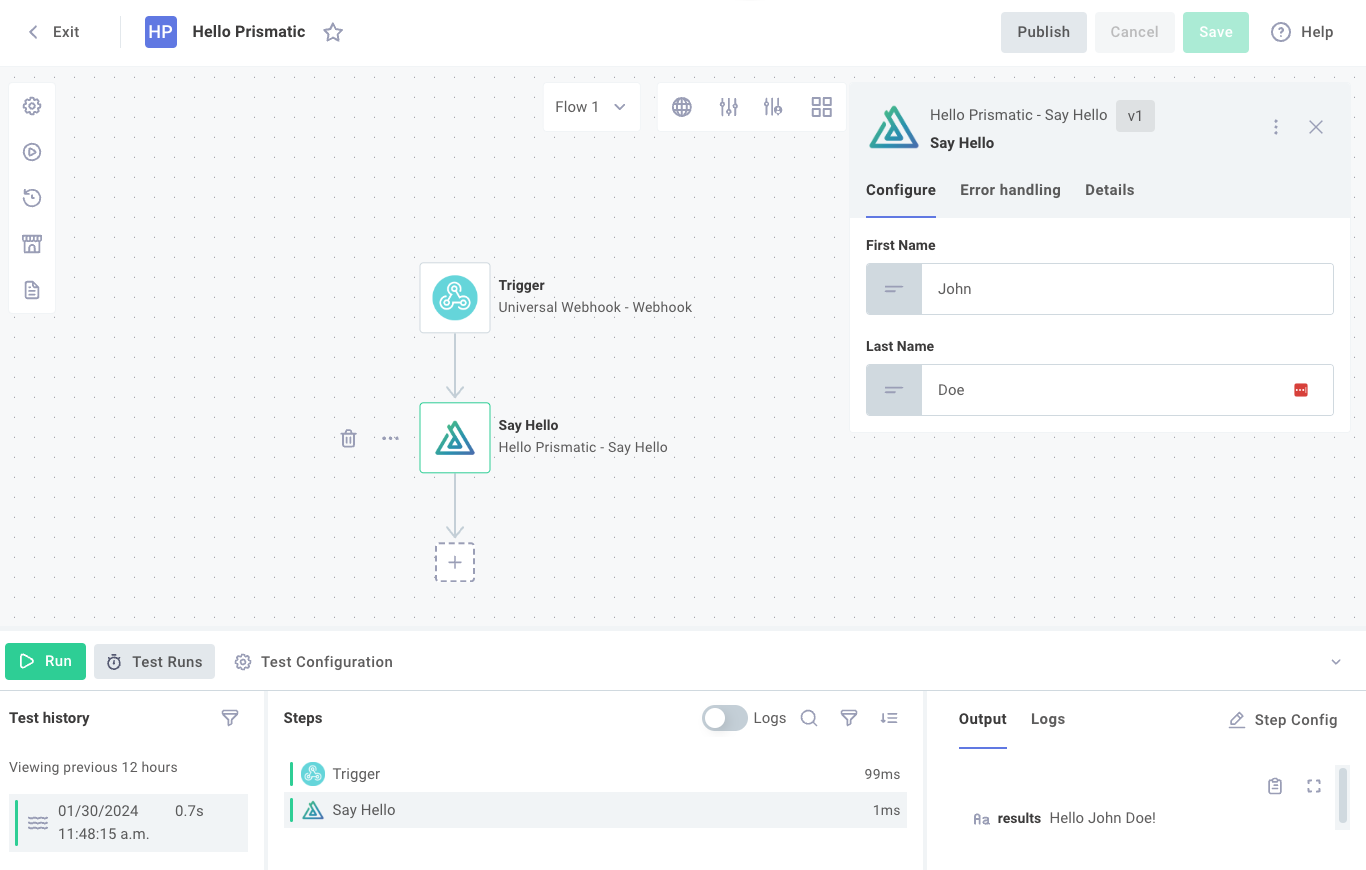 Exit
HP
Hello Prismatic
Publish
Cancel
Save
Help
Flow 1
Hello Prismatic - Say Hello
v1
Say Hello
Configure
Error handling
Details
First Name
John
Last Name
Doe
Trigger
Universal Webhook - Webhook
Say Hello
Hello Prismatic - Say Hello
Run
Test Runs
Test Configuration
Test history
Viewing previous 12 hours
01/30/2024 0.7s
11:48:15 a.m.
Steps
Logs
Trigger 99ms
Say Hello 1ms
Output
Logs
Step Config
Aa results Hello John Doe!